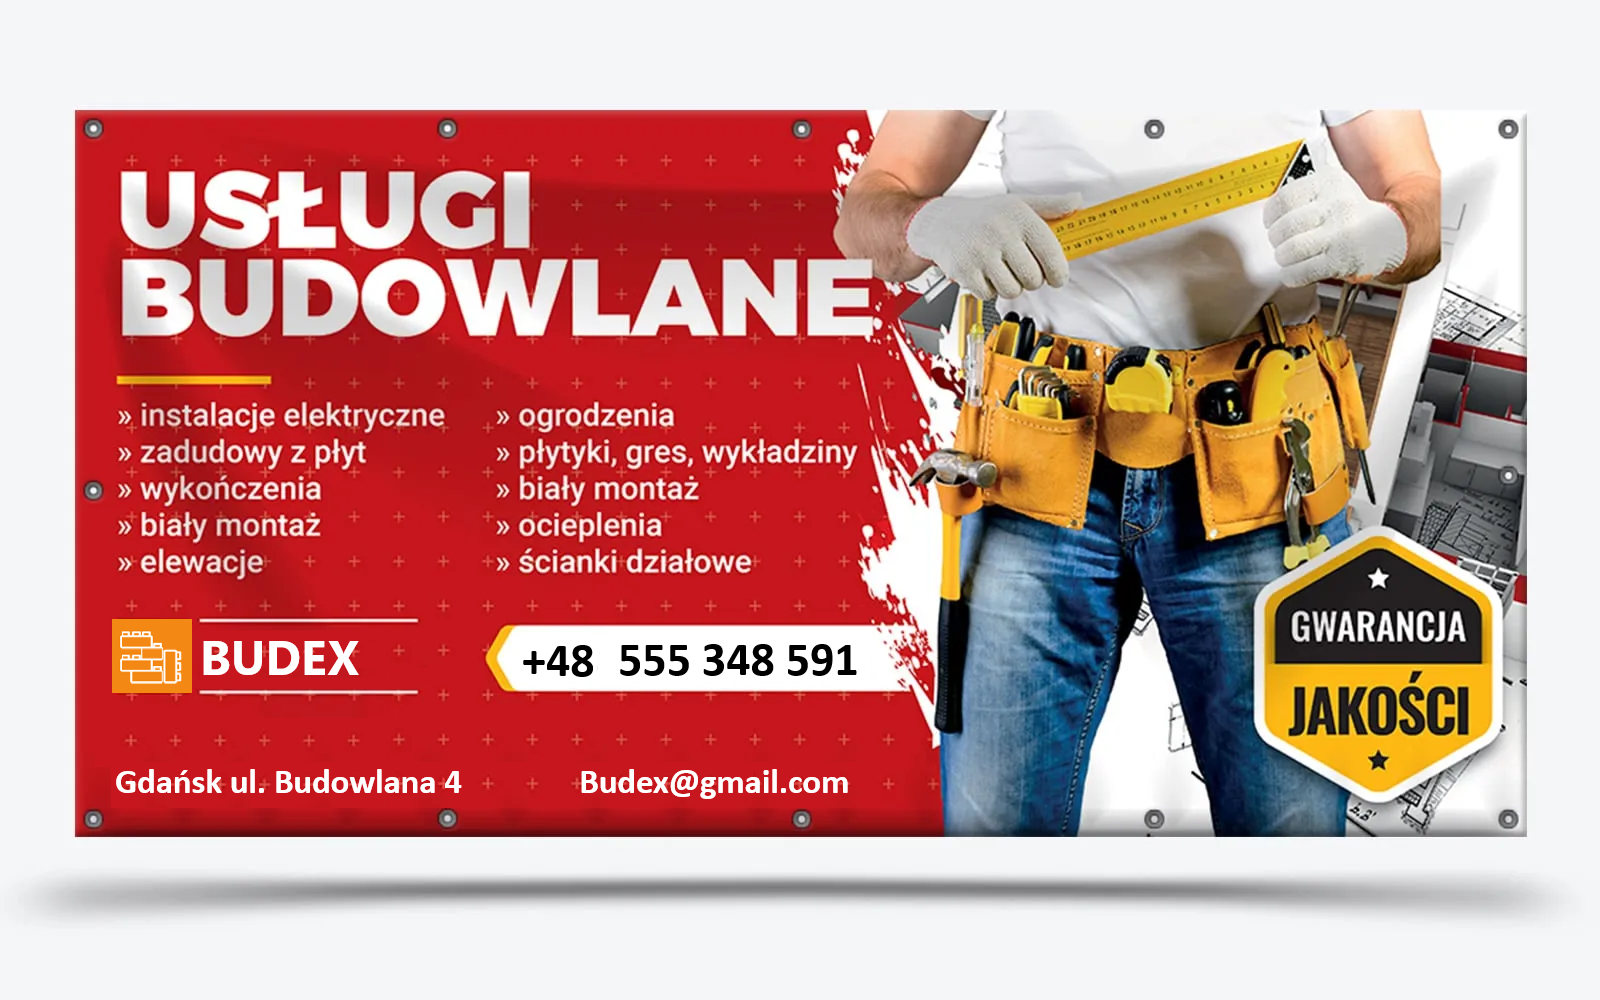 USŁUGI
BUDOWLANE
» instalacje elektryczne
» zadudowy z płyt
» wykończenia
» biały montaż
» elewacje
» ogrodzenia
» płytyki, gres, wykładziny
» biały montaż
» ocieplenia
» ścianki działowe
BUDEX
+48 555 348 591
Gdańsk ul. Budowlana 4
Budex@gmail.com
GWARANCJA
JAKOŚCI